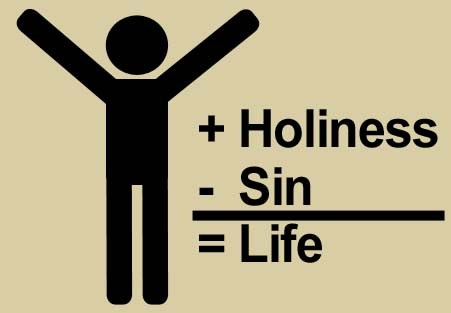 + Holiness
- Sin
= Life